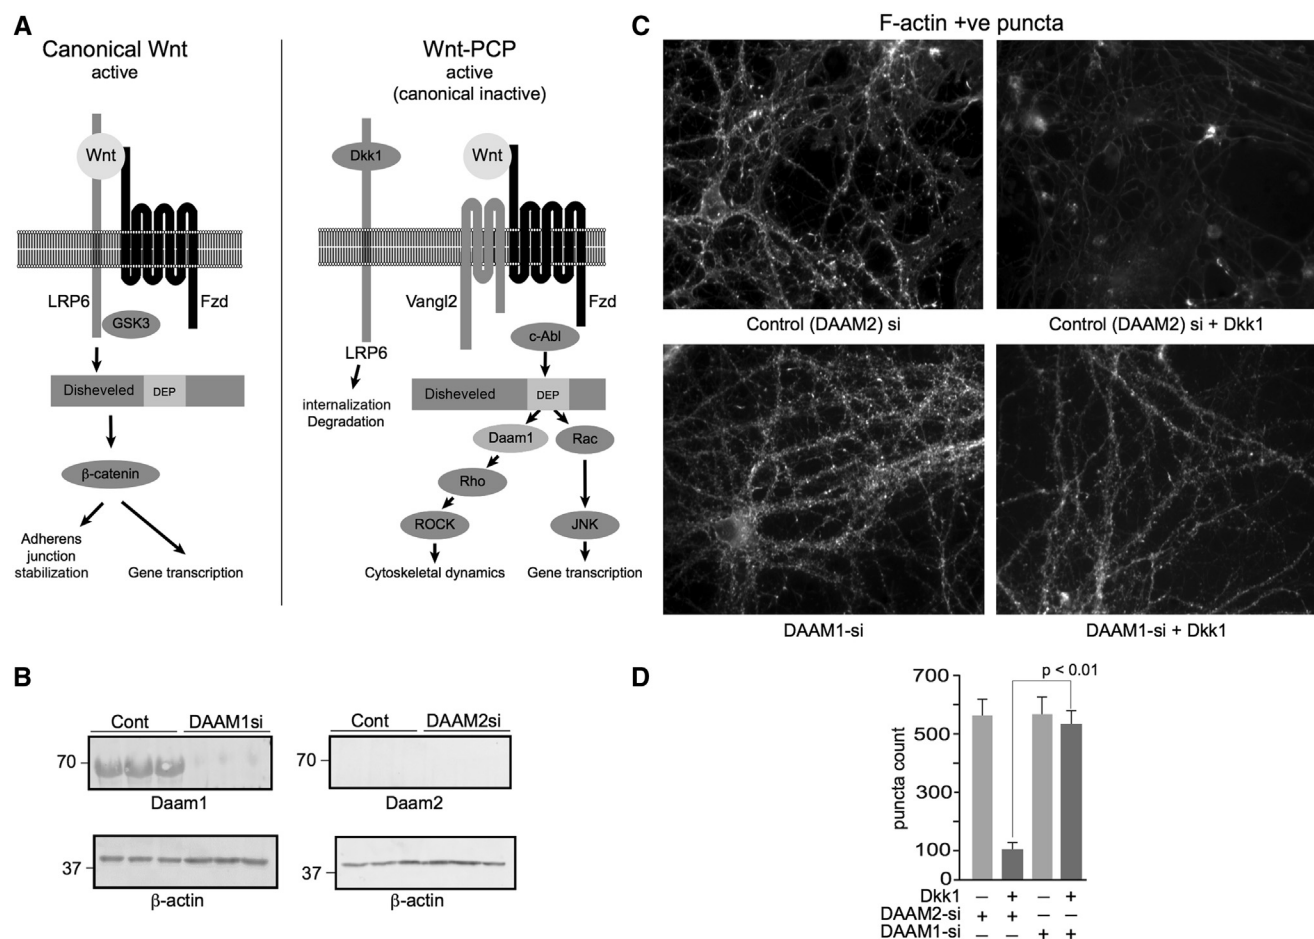 A
Canonical Wnt
active
Wnt
LRP6
GSK3
Fzd
Disheveled
DEP
β-catenin
Adherens
junction
stabilization
Gene transcription
Wnt-PCP
active
(canonical inactive)
Dkk1
Wnt
Vangl2
Fzd
c-Abl
LRP6
internalization
Degradation
Disheveled
DEP
Daam1
Rac
Rho
ROCK
JNK
Cytoskeletal dynamics
Gene transcription
B
Cont
DAAM1si
70
Daam1
37
β-actin
Cont
DAAM2si
70
Daam2
37
β-actin
C
F-actin +ve puncta
Control (DAAM2) si
Control (DAAM2) si + Dkk1
DAAM1-si
DAAM1-si + Dkk1
D
p < 0.01
puncta count
700
500
300
100
0
Dkk1 – + – +
DAAM2-si + + – –
DAAM1-si – – + +